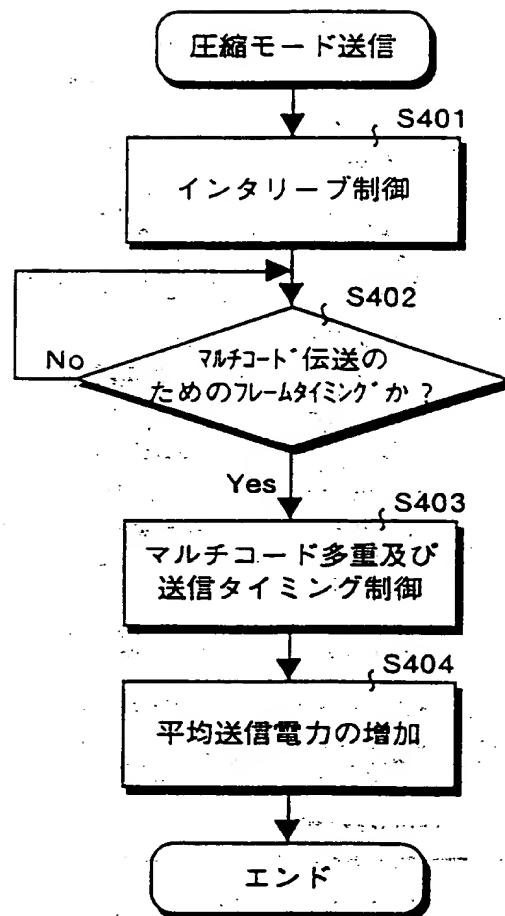 圧縮モード送信
S401
インタリーブ制御
S402
No
マルチコード伝送の
ためのフレームタイミングか？
Yes
S403
マルチコード多重及び
送信タイミング制御
S404
平均送信電力の増加
エンド